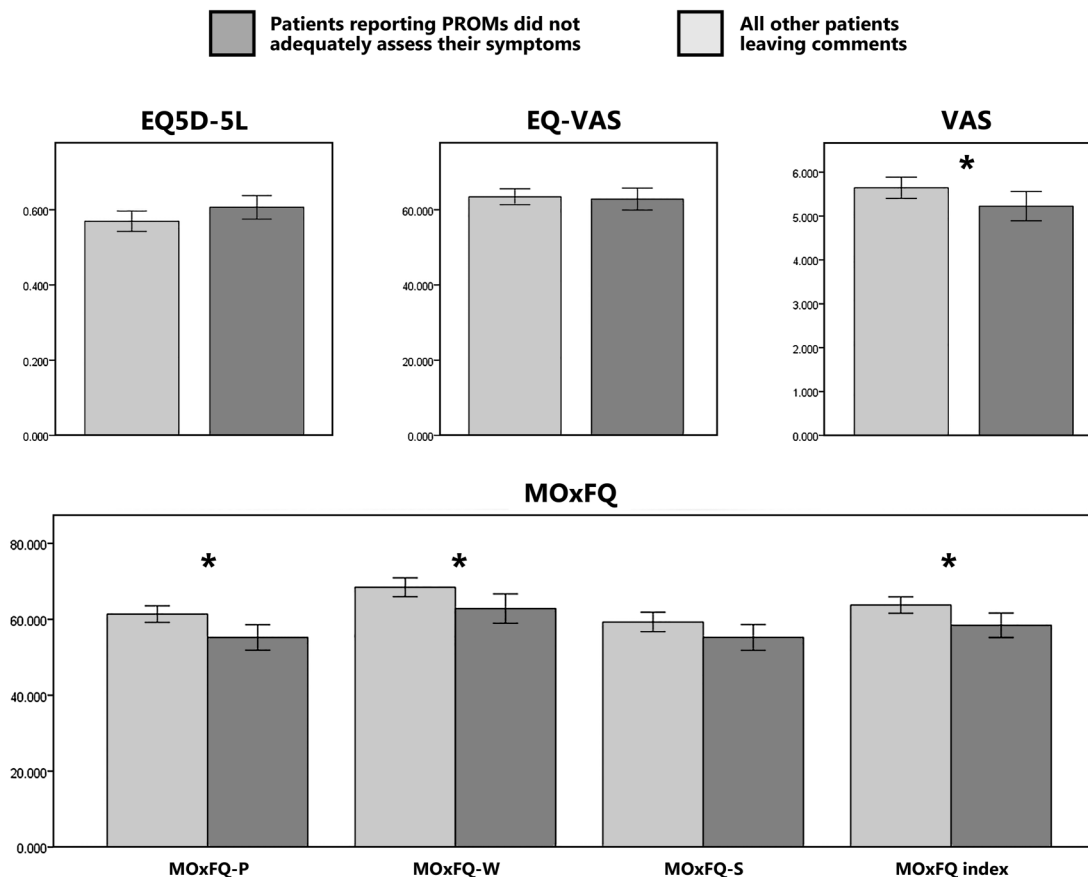 Patients reporting PROMs did not
adequately assess their symptoms
All other patients
leaving comments
EQ5D-5L
0.600
0.400
0.200
0.000
EQ-VAS
60.000
40.000
20.000
0.000
VAS
*
6.000
5.000
4.000
3.000
2.000
1.000
0.000
MOxFQ
80.000
60.000
40.000
20.000
0.000
* * *
MOxFQ-P MOxFQ-W MOxFQ-S MOxFQ index